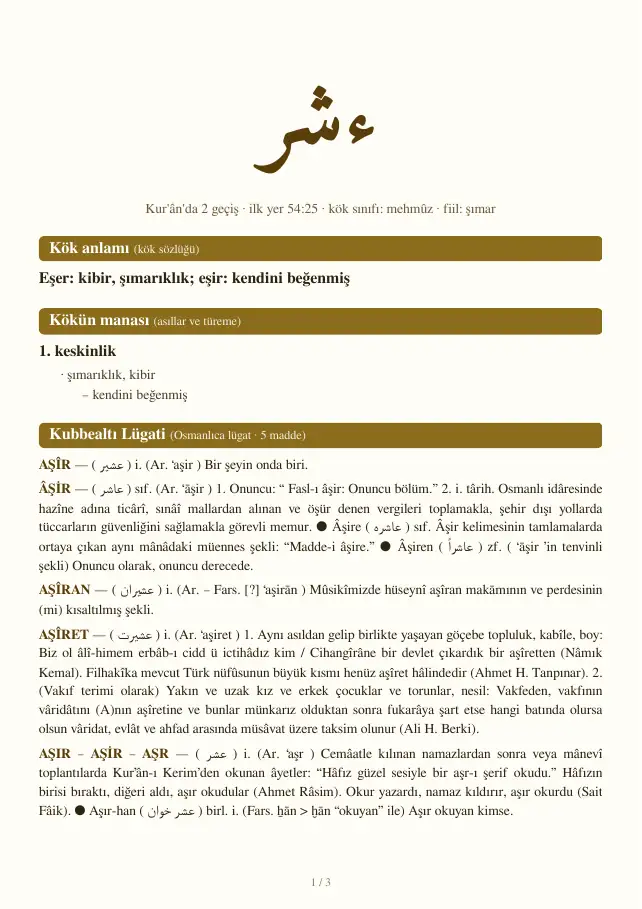 ءشر
Kur'ân'da 2 geçiş · ilk yer 54:25 · kök sınıfı: mehmûz · fiil: şımar
Kök anlamı (kök sözlüğü)
Eşer: kibir, şımarıklık; eşir: kendini beğenmiş
Kökün manası (asıllar ve türeme)
1. keskinlik
· şımarıklık, kibir
– kendini beğenmiş
Kubbealtı Lügati (Osmanlıca lügat · 5 madde)
AŞÎR — ( عشير ) i. (Ar. ‘aşіr ) Bir şeyin onda biri.
ÂŞİR — ( عاشر ) sıf. (Ar. ‘āşir ) 1. Onuncu: “ Fasl-ı âşir: Onuncu bölüm.” 2. i. târih. Osmanlı idâresinde
hazîne adına ticârî, sınâî mallardan alınan ve öşür denen vergileri toplamakla, şehir dışı yollarda
tüccarların güvenliğini sağlamakla görevli memur. ● Âşire ( عاشره ) sıf. Âşir kelimesinin tamlamalarda
ortaya çıkan aynı mânâdaki müennes şekli: “Madde-i âşire.” ● Âşiren ( عاشراً ) zf. ( ‘āşir ’in tenvinli
şekli) Onuncu olarak, onuncu derecede.
AŞÎRAN — ( عشيران ) i. (Ar. – Fars. [?] ‘aşіrān ) Mûsikîmizde hüseynî aşîran makāmının ve perdesinin
(mi) kısaltılmış şekli.
AŞÎRET — ( عشيرت ) i. (Ar. ‘aşіret ) 1. Aynı asıldan gelip birlikte yaşayan göçebe topluluk, kabîle, boy:
Biz ol âlî-himem erbâb-ı cidd ü ictihâdız kim / Cihangîrâne bir devlet çıkardık bir aşîretten (Nâmık
Kemal). Filhakîka mevcut Türk nüfûsunun büyük kısmı henüz aşîret hâlindedir (Ahmet H. Tanpınar). 2.
(Vakıf terimi olarak) Yakın ve uzak kız ve erkek çocuklar ve torunlar, nesil: Vakfeden, vakfının
vâridâtını (A)nın aşîretine ve bunlar münkarız olduktan sonra fukarâya şart etse hangi batında olursa
olsun vâridat, evlât ve ahfad arasında müsâvat üzere taksim olunur (Ali H. Berki).
AŞIR – AŞİR – AŞR — ( عشر ) i. (Ar. ‘aşr ) Cemâatle kılınan namazlardan sonra veya mânevî
toplantılarda Kur’ân-ı Kerim’den okunan âyetler: “Hâfız güzel sesiyle bir aşr-ı şerif okudu.” Hâfızın
birisi bıraktı, diğeri aldı, aşır okudular (Ahmet Râsim). Okur yazardı, namaz kıldırır, aşır okurdu (Sait
Fâik). ● Aşır-han ( عشر خوان ) birl. i. (Fars. ḫān > ḫān “okuyan” ile) Aşır okuyan kimse.
1 / 3